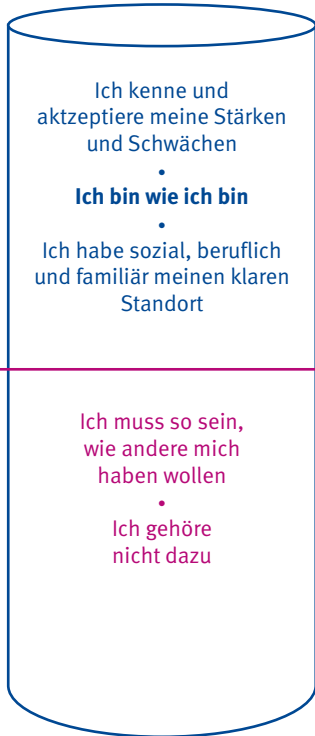 Ich kenne und
aktzeptiere meine Stärken
und Schwächen
•
Ich bin wie ich bin
•
Ich habe sozial, beruflich
und familiär meinen klaren
Standort
Ich muss so sein,
wie andere mich
haben wollen
•
Ich gehöre
nicht dazu